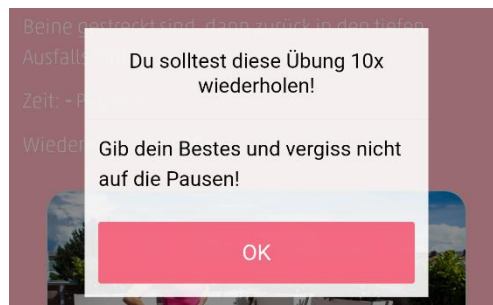 Beine gestreckt sind, dann zurück in den tiefen
Ausfalls
Du solltest diese Übung 10x
wiederholen!
Zeit: - P
Wieder
Gib dein Bestes und vergiss nicht
auf die Pausen!
OK